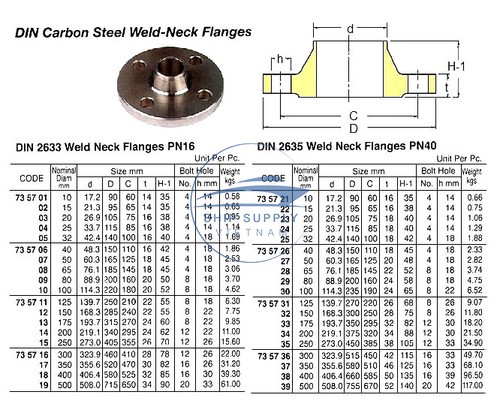 DIN Carbon Steel Weld-Neck Flanges
d
h
H-1
t
C
D
DIN 2633 Weld Neck Flanges PN16
Unit Per Pc.
CODE Nominal Diam mm Size mm Bolt Hole Weight kgs
d D C t H-1 No. h mm
73 57 01 10 17.2 90 60 14 35 4 14 0.58
02 15 21.3 95 65 14 35 4 14 0.65
03 20 26.9 105 75 16 38 4 14 0.95
04 25 33.7 115 85 16 38 4 14 1.14
05 32 42.4 140 100 16 40 4 18 1.69
73 57 06 40 48.3 150 110 16 42 4 18 1.86
07 50 60.3 165 125 18 45 4 18 2.53
08 65 76.1 185 145 18 45 4 18 3.06
09 80 88.9 200 160 20 50 8 18 3.70
10 100 114.3 220 180 20 52 8 18 4.62
73 57 11 125 139.7 250 210 22 55 8 18 6.30
12 150 168.3 285 240 22 55 8 22 7.75
13 175 193.7 315 270 24 60 8 22 9.85
14 200 219.1 340 295 24 62 12 22 11.00
15 250 273.0 405 355 26 70 12 26 15.60
73 57 16 300 323.9 460 410 28 78 12 26 22.00
17 350 355.6 520 470 30 82 16 26 31.20
18 400 406.4 580 525 32 85 16 30 39.30
19 500 508.0 715 650 34 90 20 33 61.00
DIN 2635 Weld Neck Flanges PN40
Unit Per Pc.
CODE Nominal Diam mm Size mm Bolt Hole Weight kgs
d D C t H-1 No. h mm
73 57 21 10 17.2 90 60 16 35 4 14 0.66
22 15 21.3 95 65 16 38 4 14 0.75
23 20 26.9 105 75 18 40 4 14 1.06
24 25 33.7 115 85 18 40 4 14 1.29
25 32 42.4 140 100 18 42 4 18 1.88
73 57 26 40 48.3 150 110 18 45 4 18 2.33
27 50 60.3 165 125 20 48 4 18 2.82
28 65 76.1 185 145 22 52 8 18 3.74
29 80 88.9 200 160 24 58 8 18 4.75
30 100 114.3 235 190 24 65 8 22 6.52
73 57 31 125 139.7 270 220 26 68 8 26 9.07
32 150 168.3 300 250 28 75 8 26 11.80
33 175 193.7 350 295 32 82 12 30 18.20
34 200 219.1 375 320 34 88 12 30 21.50
35 250 273.0 450 385 38 105 12 33 34.90
73 57 36 300 323.9 515 450 42 115 16 33 49.70
37 350 355.6 580 510 46 125 16 36 68.10
38 400 406.4 660 585 50 135 16 39 96.50
39 500 508.0 755 670 52 140 20 42 117.00
SHIP SUPPLY
VIETNAM